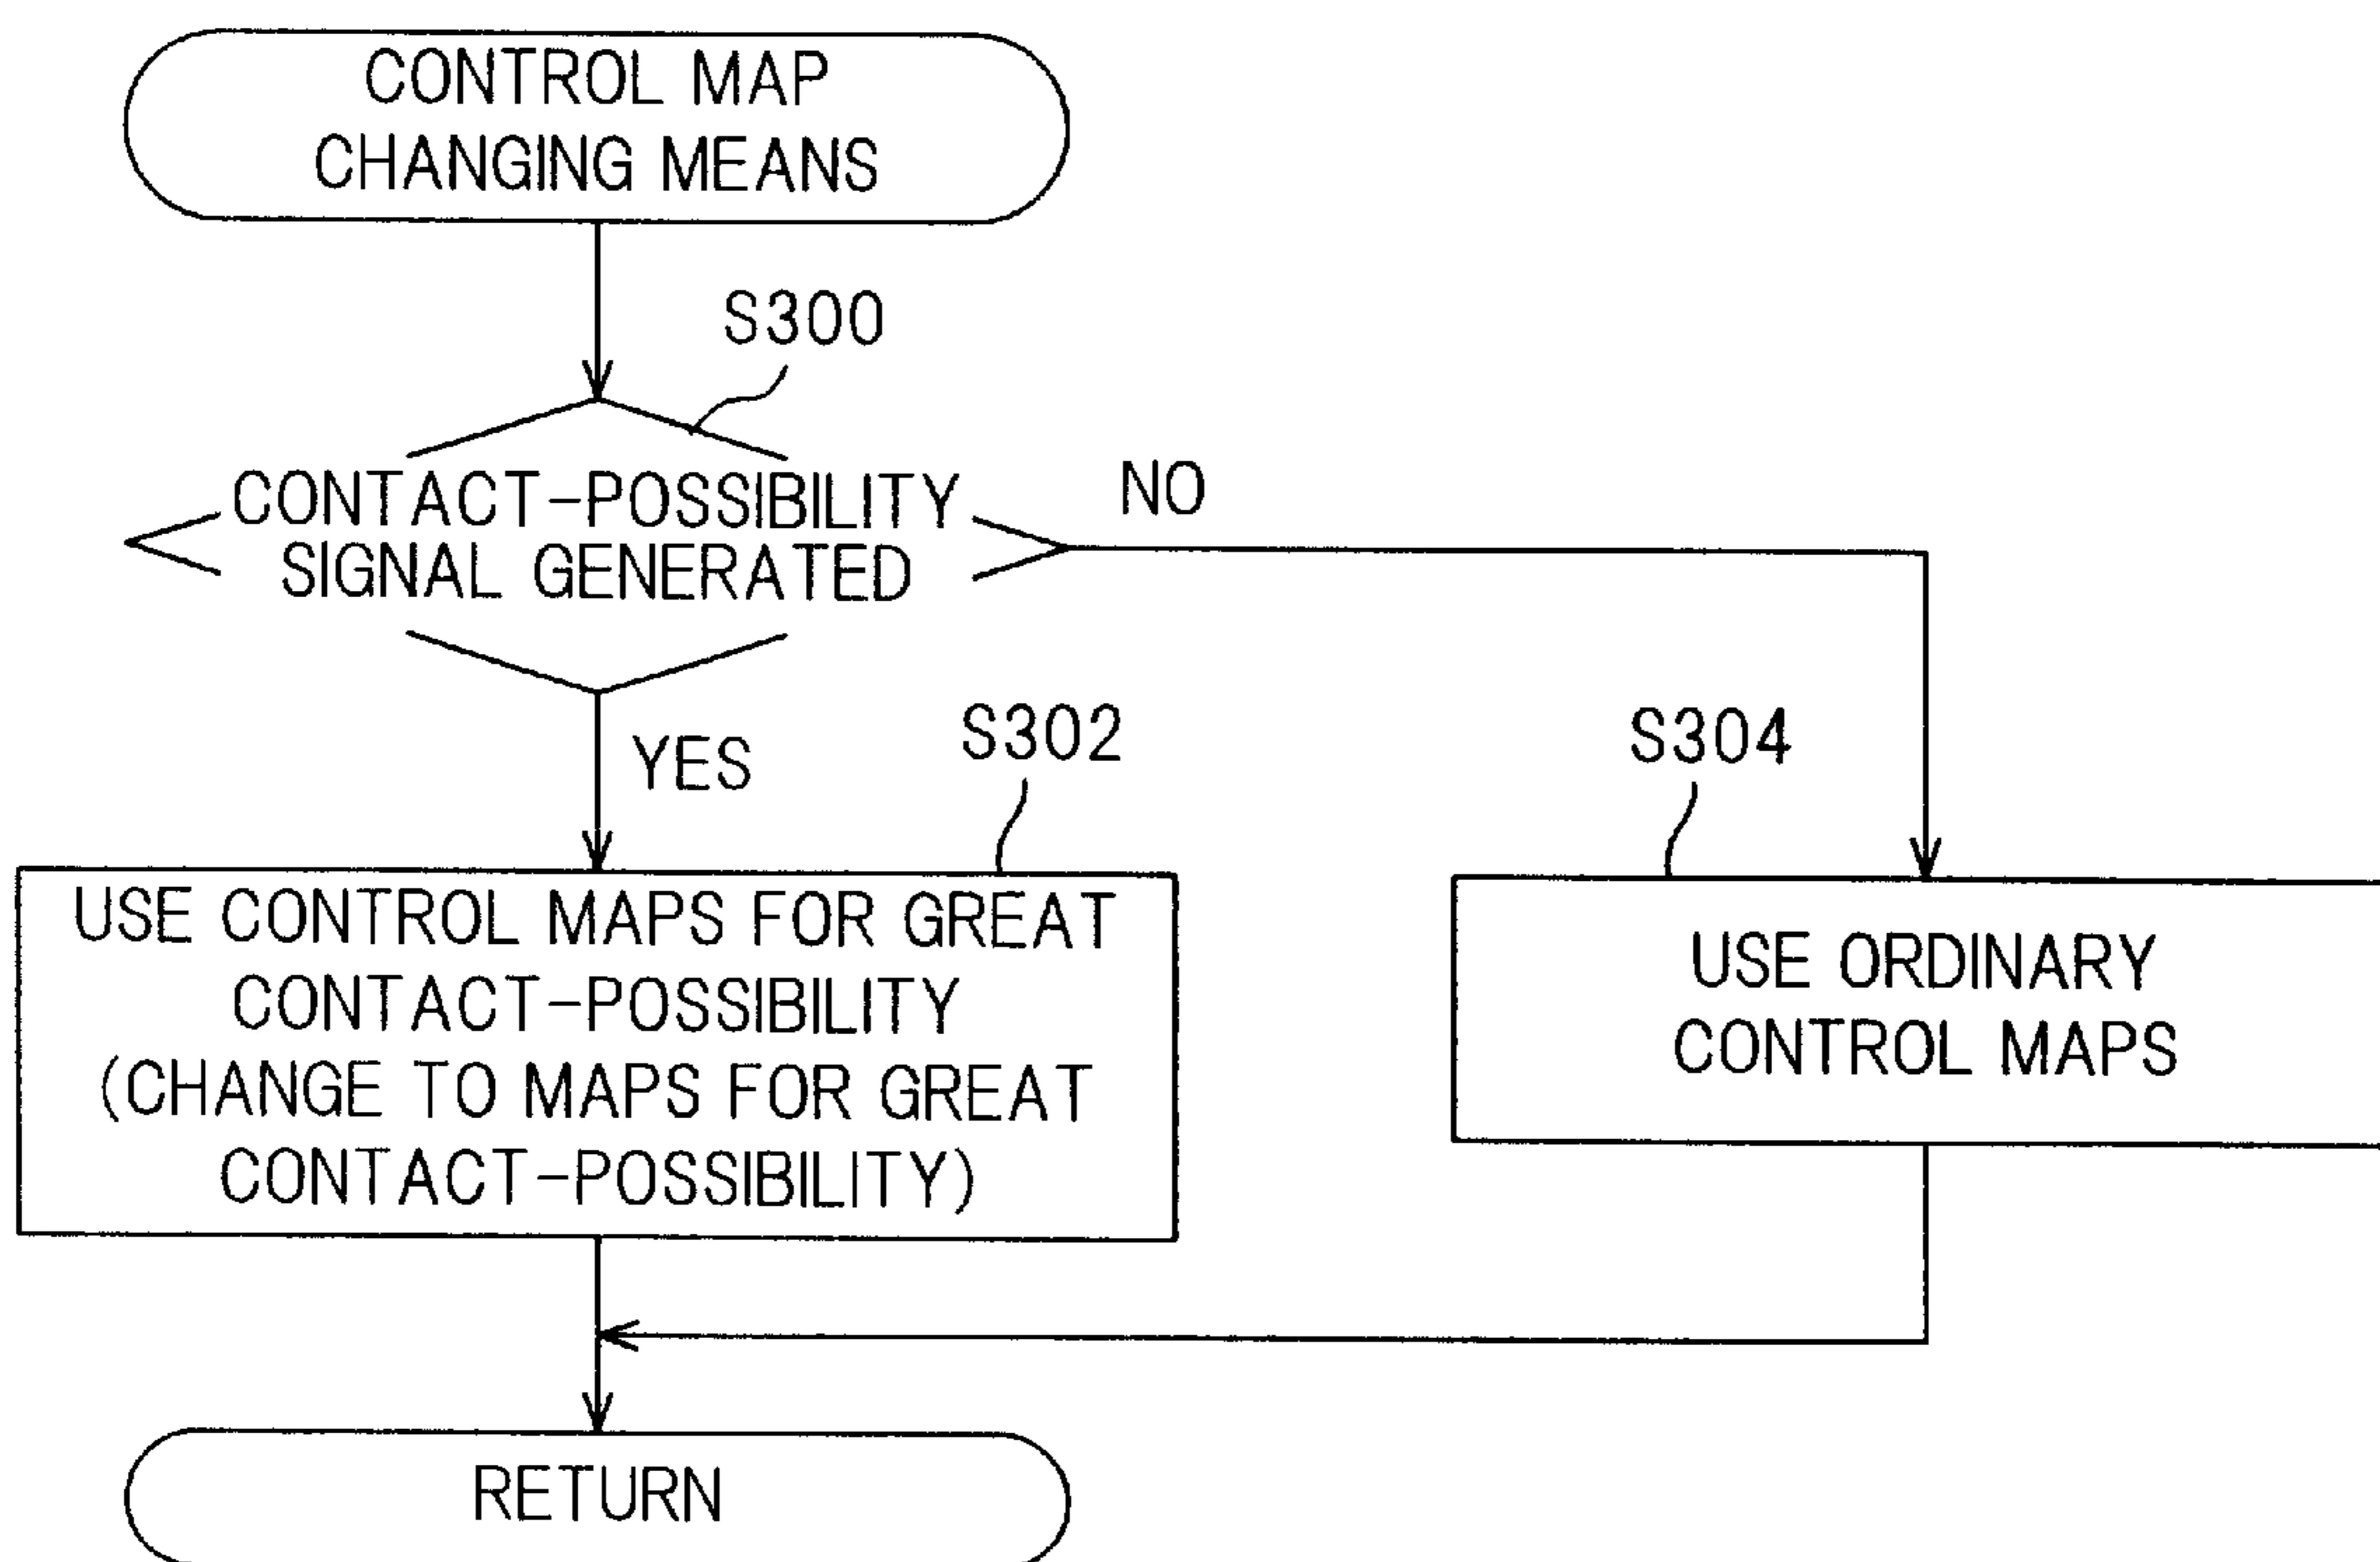 CONTROL MAP
CHANGING MEANS
S300
CONTACT-POSSIBILITY
SIGNAL GENERATED
NO
YES
S302
S304
USE CONTROL MAPS FOR GREAT
CONTACT-POSSIBILITY
(CHANGE TO MAPS FOR GREAT
CONTACT-POSSIBILITY)
USE ORDINARY
CONTROL MAPS
RETURN